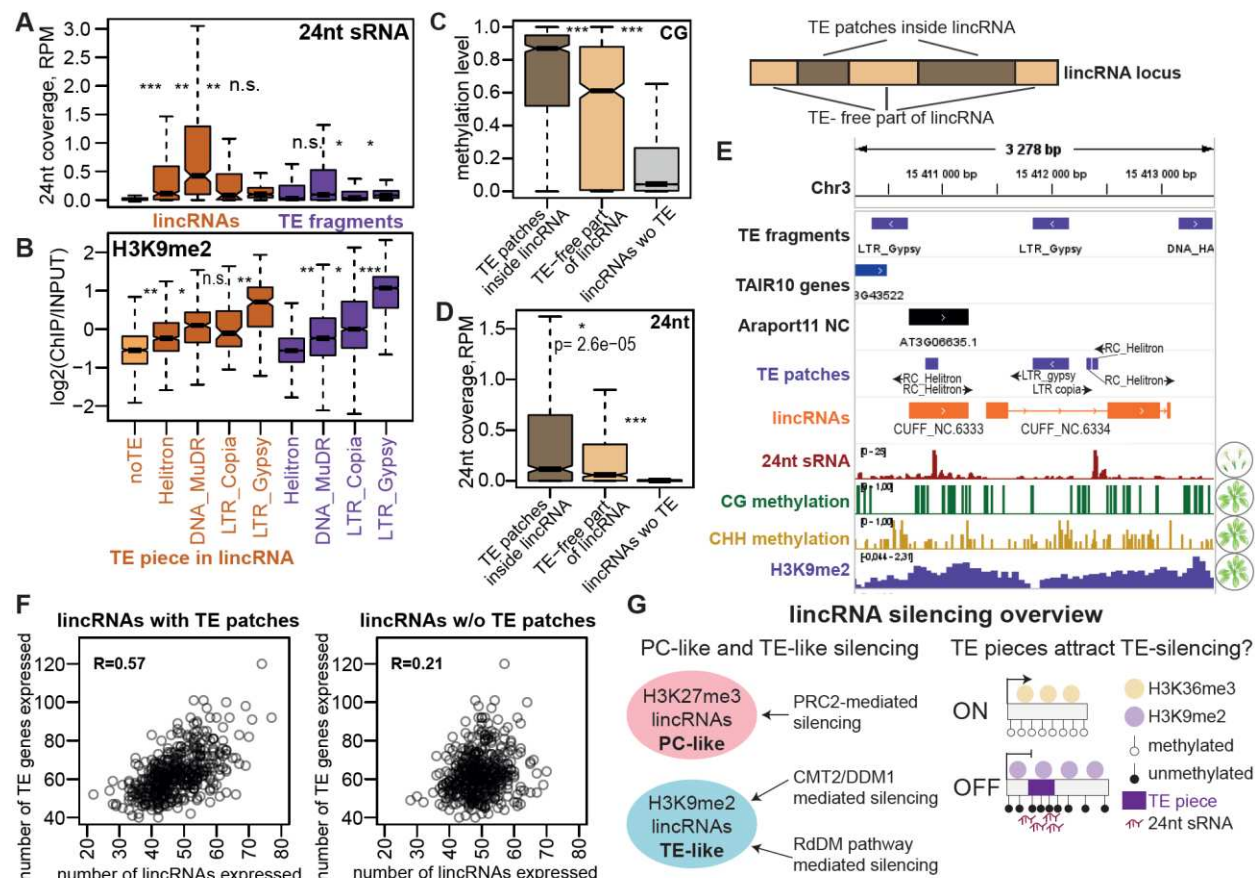 A
24nt sRNA
24nt coverage, RPM
3.0
2.5
2.0
1.5
1.0
0.5
0.0
*** ** ** n.s.
n.s. * *
lincRNAs
TE fragments
B
H3K9me2
log2(ChIP/INPUT)
2
1
0
−1
−2
** * n.s. **
** * ***
noTE
Helitron
DNA_MuDR
LTR_Copia
LTR_Gypsy
Helitron
DNA_MuDR
LTR_Copia
LTR_Gypsy
TE piece in lincRNA
C
CG
methylation level
1.0
0.8
0.6
0.4
0.2
0.0
*** ***
TE patches
inside lincRNA
TE−free part
of lincRNA
lincRNAs wo TE
D
24nt
24nt coverage,RPM
1.5
1.0
0.5
0.0
*
p= 2.6e−05
***
TE patches
inside lincRNA
TE−free part
of lincRNA
lincRNAs wo TE
TE patches inside lincRNA
lincRNA locus
TE- free part of lincRNA
E
3 278 bp
Chr3
15 411 000 bp
15 412 000 bp
15 413 000 bp
TE fragments
LTR_Gypsy
LTR_Gypsy
DNA_HA
TAIR10 genes
3G43522
Araport11 NC
AT3G06635.1
TE patches
RC_Helitron
RC_Helitron
LTR_gypsy
LTR copia
RC_Helitron
RC_Helitron
lincRNAs
CUFF_NC.6333
CUFF_NC.6334
24nt sRNA
[0 - 25]
CG methylation
[0 - 1,00]
CHH methylation
[0 - 1,00]
H3K9me2
[-0,044 - 2,31]
F
lincRNAs with TE patches
lincRNAs w/o TE patches
R=0.57
R=0.21
number of TE genes expressed
120
100
80
60
40
20 30 40 50 60 70 80
number of lincRNAs expressed
number of TE genes expressed
120
100
80
60
40
20 30 40 50 60 70 80
number of lincRNAs expressed
G
lincRNA silencing overview
PC-like and TE-like silencing
TE pieces attract TE-silencing?
H3K27me3
lincRNAs
PC-like
PRC2-mediated
silencing
H3K9me2
lincRNAs
TE-like
CMT2/DDM1
mediated silencing
RdDM pathway
mediated silencing
ON
OFF
H3K36me3
H3K9me2
methylated
unmethylated
TE piece
24nt sRNA